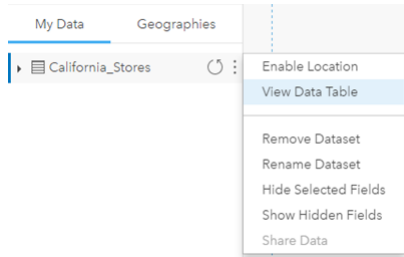 My Data
Geographies
California_Stores
Enable Location
View Data Table
Remove Dataset
Rename Dataset
Hide Selected Fields
Show Hidden Fields
Share Data